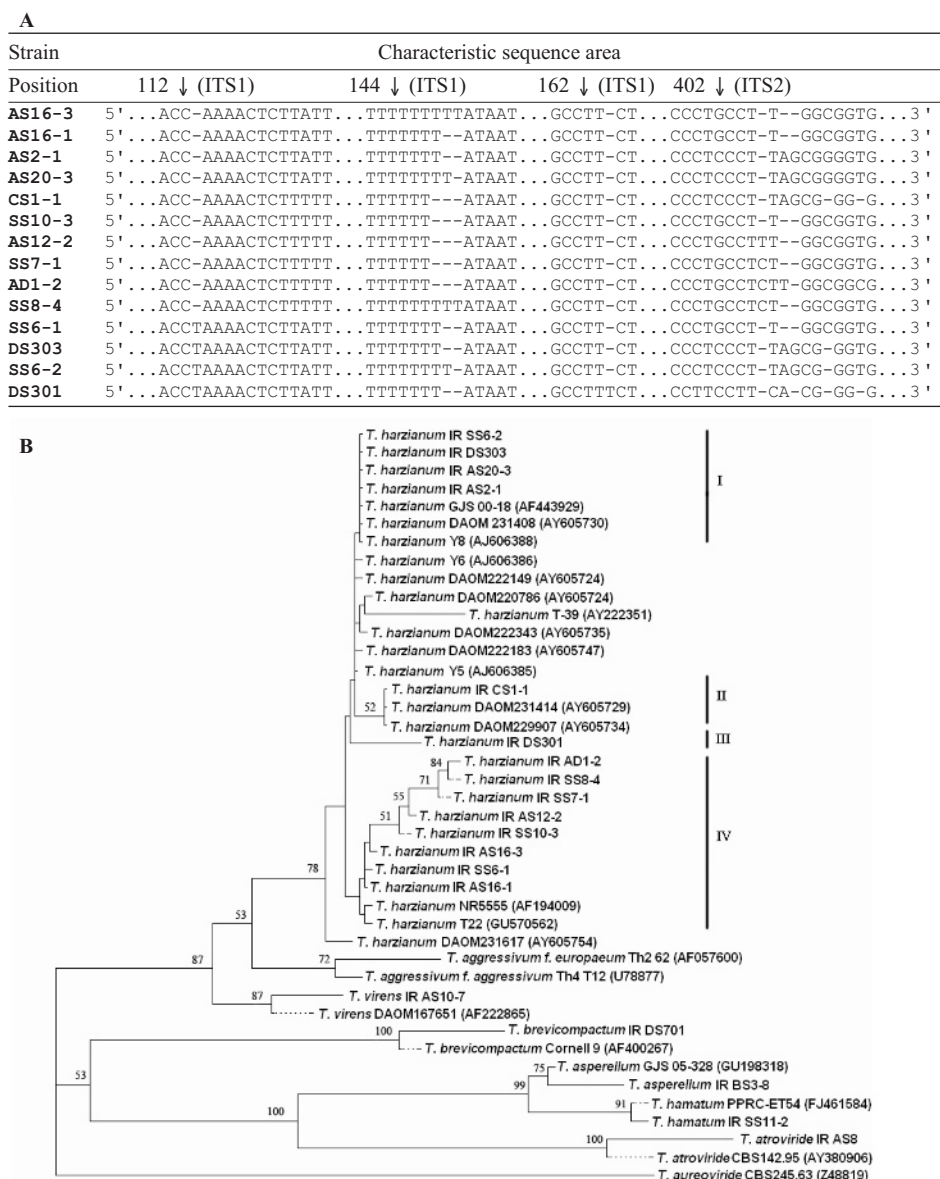 A
Strain Characteristic sequence area
Position 112 ↓ (ITS1) 144 ↓ (ITS1) 162 ↓ (ITS1) 402 ↓ (ITS2)
AS16-3 5'...ACC-AAAACTCTTATT...TTTTTTTTTTATAAT...GCCTT-CT...CCCTGCCT-T--GGCGGTG...3'
AS16-1 5'...ACC-AAAACTCTTATT...TTTTTTTT--ATAAT...GCCTT-CT...CCCTGCCT-T--GGCGGTG...3'
AS2-1 5'...ACC-AAAACTCTTATT...TTTTTTTT--ATAAT...GCCTT-CT...CCCTCCCT-TAGCGGGGTG...3'
AS20-3 5'...ACC-AAAACTCTTATT...TTTTTTTTT-ATAAT...GCCTT-CT...CCCTCCCT-TAGCGGGGTG...3'
CS1-1 5'...ACC-AAAACTCTTATT...TTTTTTT---ATAAT...GCCTT-CT...CCCTCCCT-TAGCG-GG-G...3'
SS10-3 5'...ACC-AAAACTCTTTTT...TTTTTTT---ATAAT...GCCTT-CT...CCCTGCCT-T--GGCGGTG...3'
AS12-2 5'...ACC-AAAACTCTTTTT...TTTTTTT---ATAAT...GCCTT-CT...CCCTGCCTTT--GGCGGTG...3'
SS7-1 5'...ACC-AAAACTCTTTTT...TTTTTTT---ATAAT...GCCTT-CT...CCCTGCCTCT--GGCGGTG...3'
AD1-2 5'...ACC-AAAACTCTTTTT...TTTTTTT---ATAAT...GCCTT-CT...CCCTGCCTCTT-GGCGGCG...3'
SS8-4 5'...ACC-AAAACTCTTTTT...TTTTTTTTTTATAAT...GCCTT-CT...CCCTGCCTCT--GGCGGTG...3'
SS6-1 5'...ACCTAAAACTCTTATT...TTTTTTTT--ATAAT...GCCTT-CT...CCCTGCCT-T--GGCGGTG...3'
DS303 5'...ACCTAAAACTCTTATT...TTTTTTTT--ATAAT...GCCTT-CT...CCCTCCCT-TAGCG-GGTG...3'
SS6-2 5'...ACCTAAAACTCTTATT...TTTTTTTTT-ATAAT...GCCTT-CT...CCCTCCCT-TAGCG-GGTG...3'
DS301 5'...ACCTAAAACTCTTATT...TTTTTTTT--ATAAT...GCCTTTCT...CCTTCCTT-CA-CG-GG-G...3'
B
T. harzianum IR SS6-2
T. harzianum IR DS303
T. harzianum IR AS20-3
I
T. harzianum IR AS2-1
T. harzianum GJS 00-18 (AF443929)
T. harzianum DAOM 231408 (AY605730)
T. harzianum Y8 (AJ606388)
T. harzianum Y6 (AJ606386)
T. harzianum DAOM222149 (AY605724)
T. harzianum DAOM220786 (AY605724)
T. harzianum T-39 (AY222351)
T. harzianum DAOM222343 (AY605735)
T. harzianum DAOM222183 (AY605747)
T. harzianum Y5 (AJ606385)
T. harzianum IR CS1-1
II
52 T. harzianum DAOM231414 (AY605729)
T. harzianum DAOM229907 (AY605734)
T. harzianum IR DS301 III
84 T. harzianum IR AD1-2
71 T. harzianum IR SS8-4
55 T. harzianum IR SS7-1
51 T. harzianum IR AS12-2
T. harzianum IR SS10-3 IV
T. harzianum IR AS16-3
78 T. harzianum IR SS6-1
T. harzianum IR AS16-1
T. harzianum NR5555 (AF194009)
53 T. harzianum T22 (GU570562)
T. harzianum DAOM231617 (AY605754)
87 72 T. aggressivum f. europaeum Th2 62 (AF057600)
T. aggressivum f. aggressivum Th4 T12 (U78877)
87 T. virens IR AS10-7
T. virens DAOM167651 (AF222865)
100 T. brevicompactum IR DS701
T. brevicompactum Cornell 9 (AF400267)
53 75 T. asperellum GJS 05-328 (GU198318)
99 T. asperellum IR BS3-8
91 T. hamatum PPRC-ET54 (FJ461584)
100 T. hamatum IR SS11-2
100 T. atroviride IR AS8
T. atroviride CBS142.95 (AY380906)
T. aureoviride CBS245.63 (Z48819)